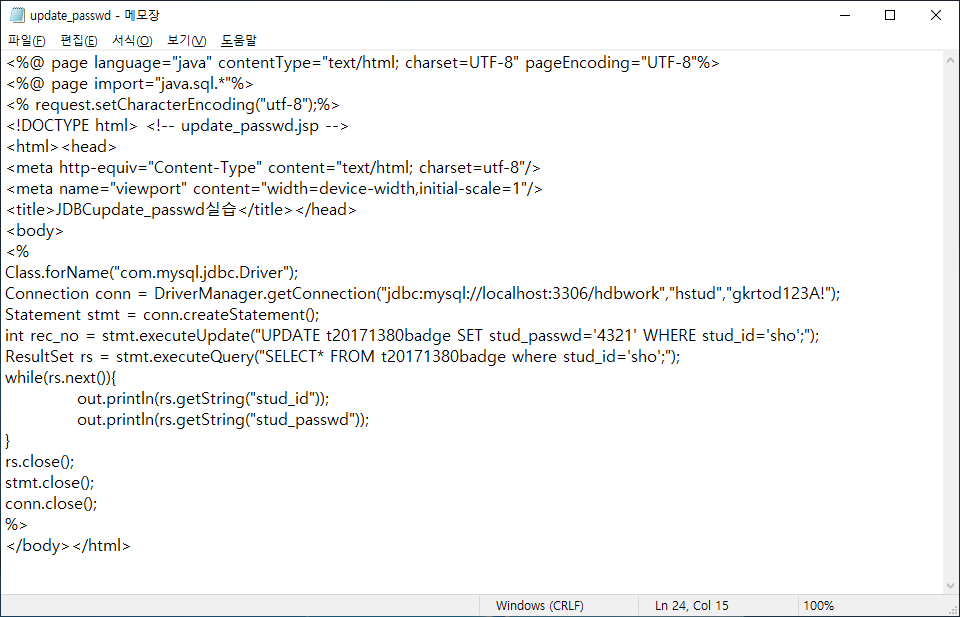 update_passwd - 메모장
파일(F) 편집(E) 서식(O) 보기(V) 도움말
<%@ page language="java" contentType="text/html; charset=UTF-8" pageEncoding="UTF-8"%>
<%@ page import="java.sql.*"%>
<% request.setCharacterEncoding("utf-8");%>
<!DOCTYPE html> <!-- update_passwd.jsp -->
<html><head>
<meta http-equiv="Content-Type" content="text/html; charset=utf-8"/>
<meta name="viewport" content="width=device-width,initial-scale=1"/>
<title>JDBCupdate_passwd실습</title></head>
<body>
<%
Class.forName("com.mysql.jdbc.Driver");
Connection conn = DriverManager.getConnection("jdbc:mysql://localhost:3306/hdbwork","hstud","gkrtod123A!");
Statement stmt = conn.createStatement();
int rec_no = stmt.executeUpdate("UPDATE t20171380badge SET stud_passwd='4321' WHERE stud_id='sho';");
ResultSet rs = stmt.executeQuery("SELECT* FROM t20171380badge where stud_id='sho';");
while(rs.next()){
out.println(rs.getString("stud_id"));
out.println(rs.getString("stud_passwd"));
}
rs.close();
stmt.close();
conn.close();
%>
</body></html>
Windows (CRLF) Ln 24, Col 15 100%